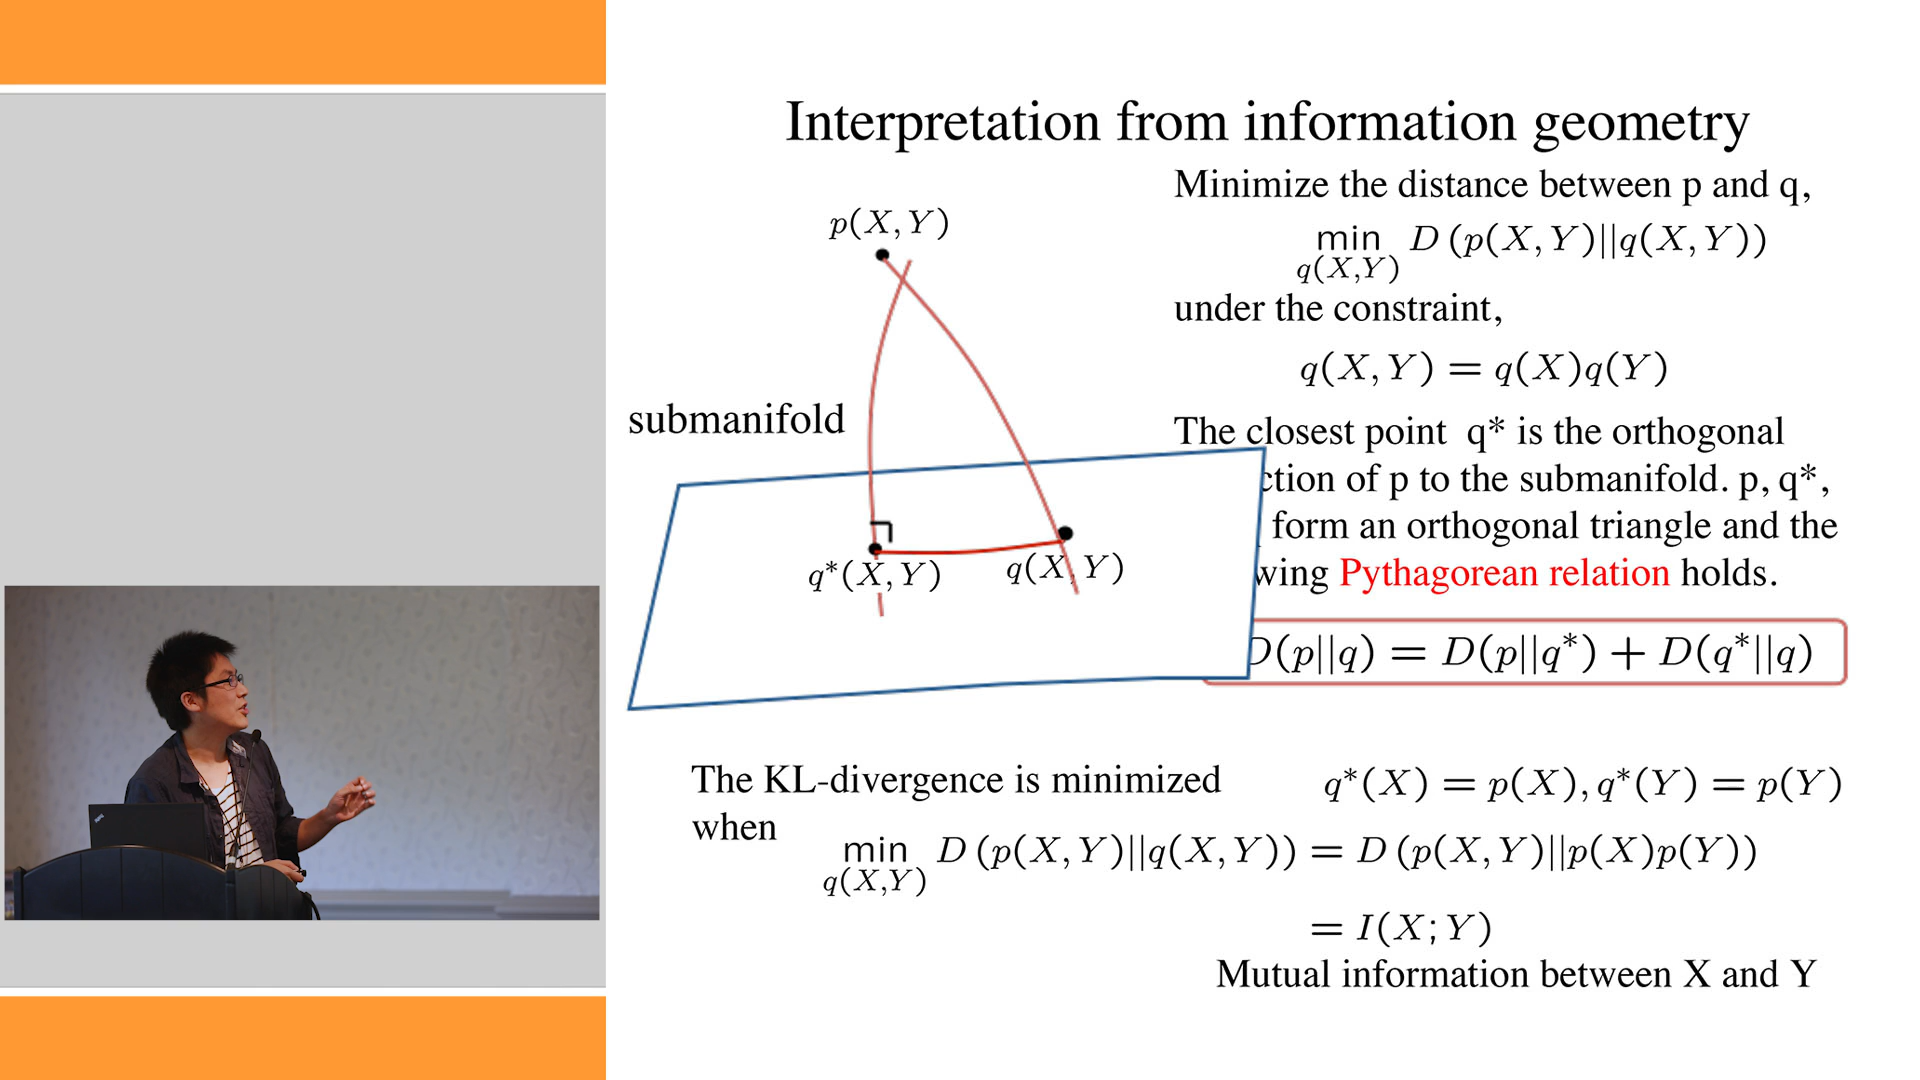 Interpretation from information geometry
Minimize the distance between p and q,
min D (p(X, Y)||q(X, Y))
q(X,Y)
under the constraint,
q(X, Y) = q(X)q(Y)
The closest point q* is the orthogonal
ction of p to the submanifold. p, q*,
form an orthogonal triangle and the
wing Pythagorean relation holds.
D(p||q) = D(p||q*) + D(q*||q)
p(X, Y)
submanifold
q*(X, Y)
q(X, Y)
The KL-divergence is minimized
when
q*(X) = p(X), q*(Y) = p(Y)
min D (p(X, Y)||q(X, Y)) = D (p(X, Y)||p(X)p(Y))
q(X,Y)
= I(X; Y)
Mutual information between X and Y